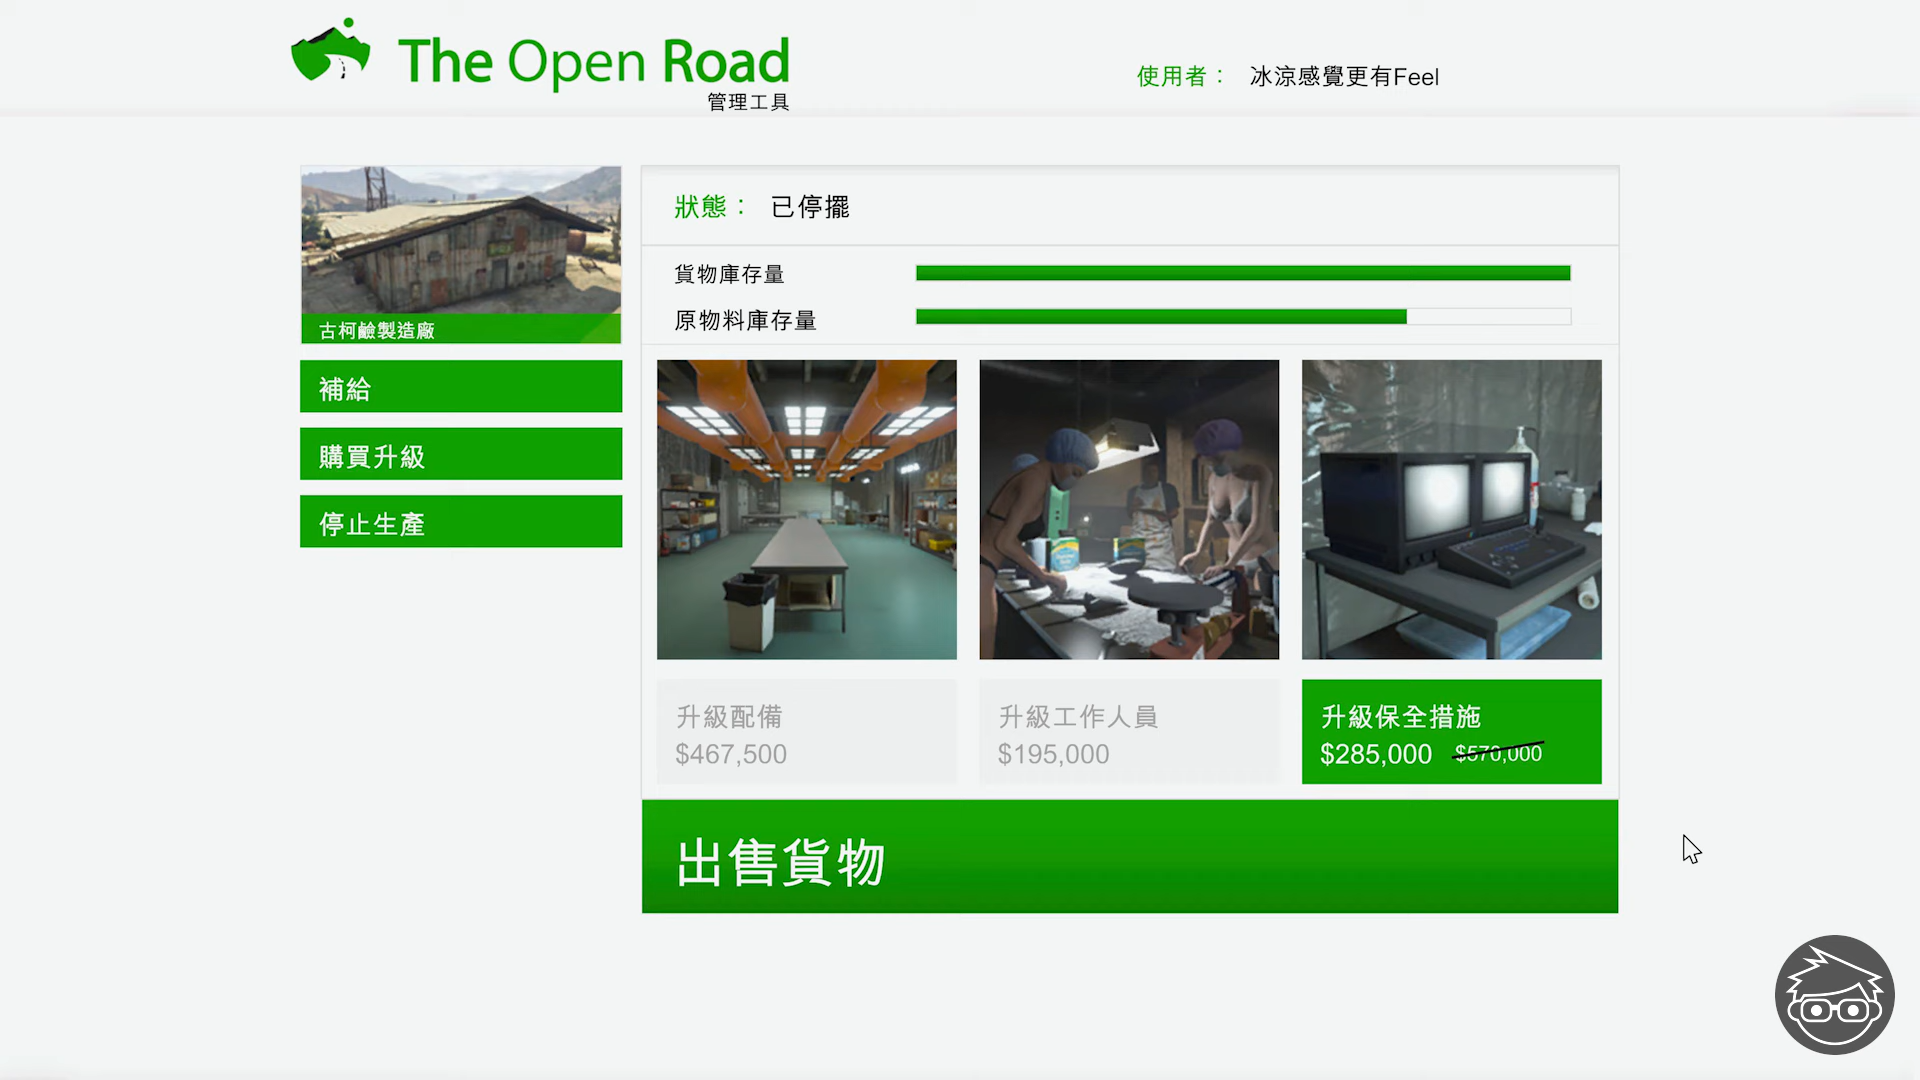 The Open Road
管理工具
使用者： 冰涼感覺更有Feel
狀態： 已停擺
貨物庫存量
原物料庫存量
古柯鹼製造廠
補給
購買升級
停止生產
升級配備
$467,500
升級工作人員
$195,000
升級保全措施
$285,000 $570,000
出售貨物